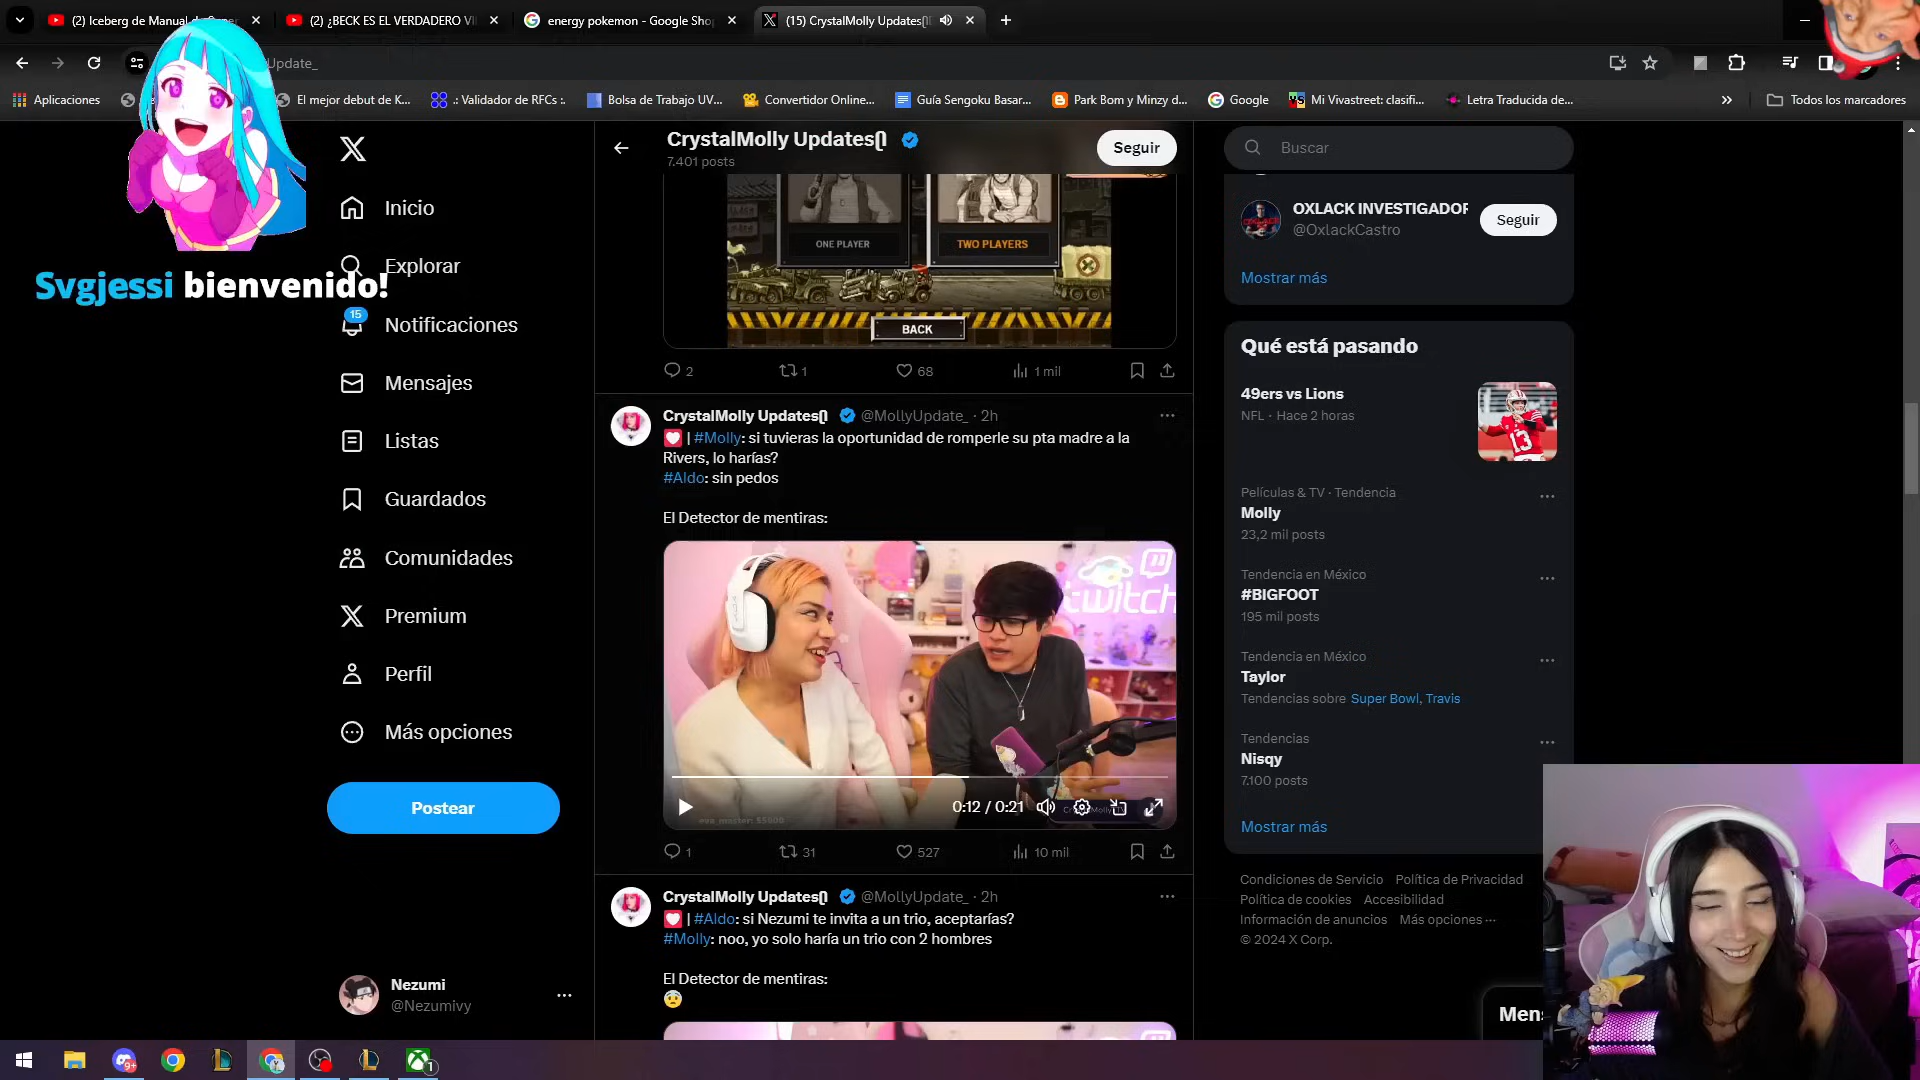 (2) Iceberg de Manual de Super
(2) ¿BECK ES EL VERDADERO VI
energy pokemon - Google Sho
(15) CrystalMolly Updates
Update_
Aplicaciones
El mejor debut de K...
.: Validador de RFCs :.
Bolsa de Trabajo UV...
Convertidor Online...
Guía Sengoku Basar...
Park Bom y Minzy d...
Google
Mi Vivastreet: clasifi...
Letra Traducida de...
Todos los marcadores
Svgjessi bienvenido!
Inicio
Explorar
15
Notificaciones
Mensajes
Listas
Guardados
Comunidades
Premium
Perfil
Más opciones
Postear
Nezumi
@Nezumivy
CrystalMolly Updates[]
7.401 posts
Seguir
ONE PLAYER
TWO PLAYERS
BACK
2
1
68
1 mil
CrystalMolly Updates[] @MollyUpdate_ · 2h
| #Molly: si tuvieras la oportunidad de romperle su pta madre a la
Rivers, lo harías?
#Aldo: sin pedos
El Detector de mentiras:
twitch
0:12 / 0:21
1
31
527
10 mil
CrystalMolly Updates[] @MollyUpdate_ · 2h
| #Aldo: si Nezumi te invita a un trio, aceptarías?
#Molly: noo, yo solo haría un trio con 2 hombres
El Detector de mentiras:
😰
Buscar
OXLACK INVESTIGADOR
@OxlackCastro
Seguir
Mostrar más
Qué está pasando
49ers vs Lions
NFL · Hace 2 horas
13
Películas & TV · Tendencia
Molly
23,2 mil posts
Tendencia en México
#BIGFOOT
195 mil posts
Tendencia en México
Taylor
Tendencias sobre Super Bowl, Travis
Tendencias
Nisqy
7.100 posts
Mostrar más
Condiciones de Servicio Política de Privacidad
Política de cookies Accesibilidad
Información de anuncios Más opciones ···
© 2024 X Corp.
Mens
9+
1